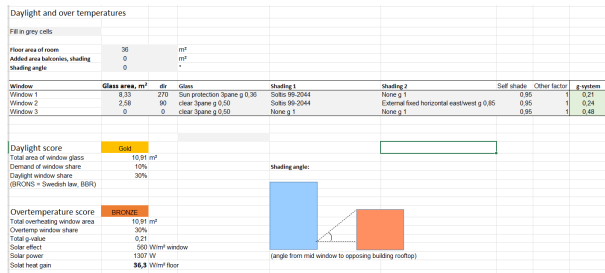 Daylight and over temperatures
Fill in grey cells
Floor area of room 36 m²
Added area balconies, shading 0 m²
Shading angle 0 °
Window Glass area, m² dir Glass Shading 1 Shading 2 Self shade Other factor g-system
Window 1 8,33 270 Sun protection 3pane g 0,36 Soltis 99-2044 None g 1 0,95 1 0,21
Window 2 2,58 90 clear 3pane g 0,50 Soltis 99-2044 External fixed horizontal east/west g 0,85 0,95 1 0,24
Window 3 0 0 clear 3pane g 0,50 None g 1 None g 1 0,95 1 0,48
Daylight score Gold
Total area of window glass 10,91 m²
Demand of window share 10% Shading angle:
Daylight window share 30%
(BRONS = Swedish law, BBR)
Overtemperature score BRONZE
Total overheating window area 10,91 m²
Overtemp window share 30%
Total g-value 0,21
Solar effect 560 W/m² window
Solar power 1307 W (angle from mid window to opposing building rooftop)
Solat heat gain 36,3 W/m² floor